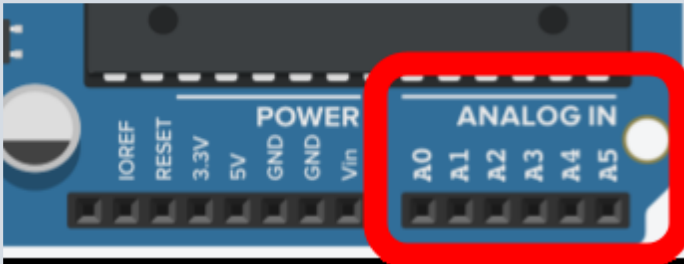 POWER
ANALOG IN
IOREF
RESET
3.3V
5V
GND
GND
Vin
A0
A1
A2
A3
A4
A5